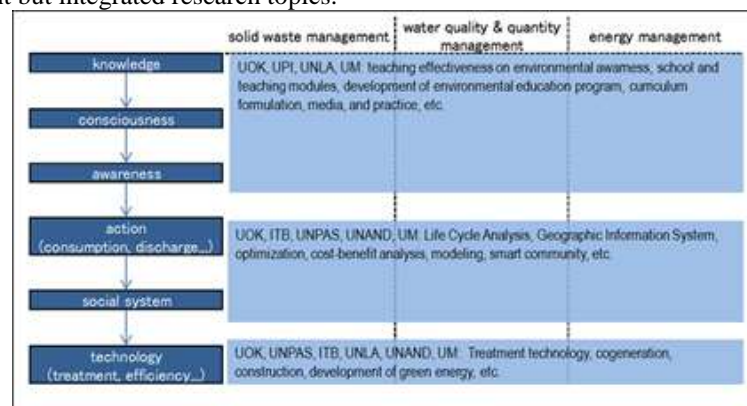 but integrated research topics.
solid waste management
water quality & quantity
management
energy management
knowledge
consciousness
awareness
action
(consumption, discharge...)
social system
technology
(treatment, efficiency...)
UOK, UPI, UNLA, UM: teaching effectiveness on environmental awarness, school and
teaching modules, development of environmental education program, curriculum
formulation, media, and practice, etc.
UOK, ITB, UNPAS, UNAND, UM: Life Cycle Analysis, Geographic Information System,
optimization, cost-benefit analysis, modeling, smart community, etc.
UOK, UNPAS, ITB, UNLA, UNAND, UM: Treatment technology, cogeneration,
construction, development of green energy, etc.